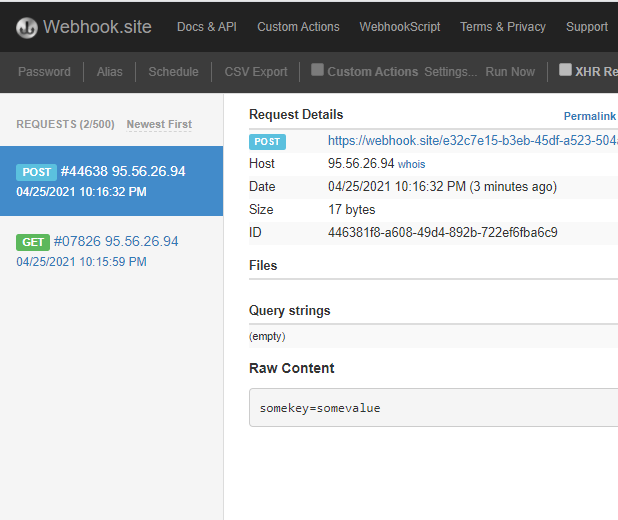 Webhook.site Docs & API Custom Actions WebhookScript Terms & Privacy Support
Password Alias Schedule CSV Export Custom Actions Settings... Run Now XHR Re
REQUESTS (2/500) Newest First
POST #44638 95.56.26.94
04/25/2021 10:16:32 PM
GET #07826 95.56.26.94
04/25/2021 10:15:59 PM
Request Details Permalink
POST https://webhook.site/e32c7e15-b3eb-45df-a523-504a
Host 95.56.26.94 whois
Date 04/25/2021 10:16:32 PM (3 minutes ago)
Size 17 bytes
ID 446381f8-a608-49d4-892b-722ef6fba6c9
Files
Query strings
(empty)
Raw Content
somekey=somevalue